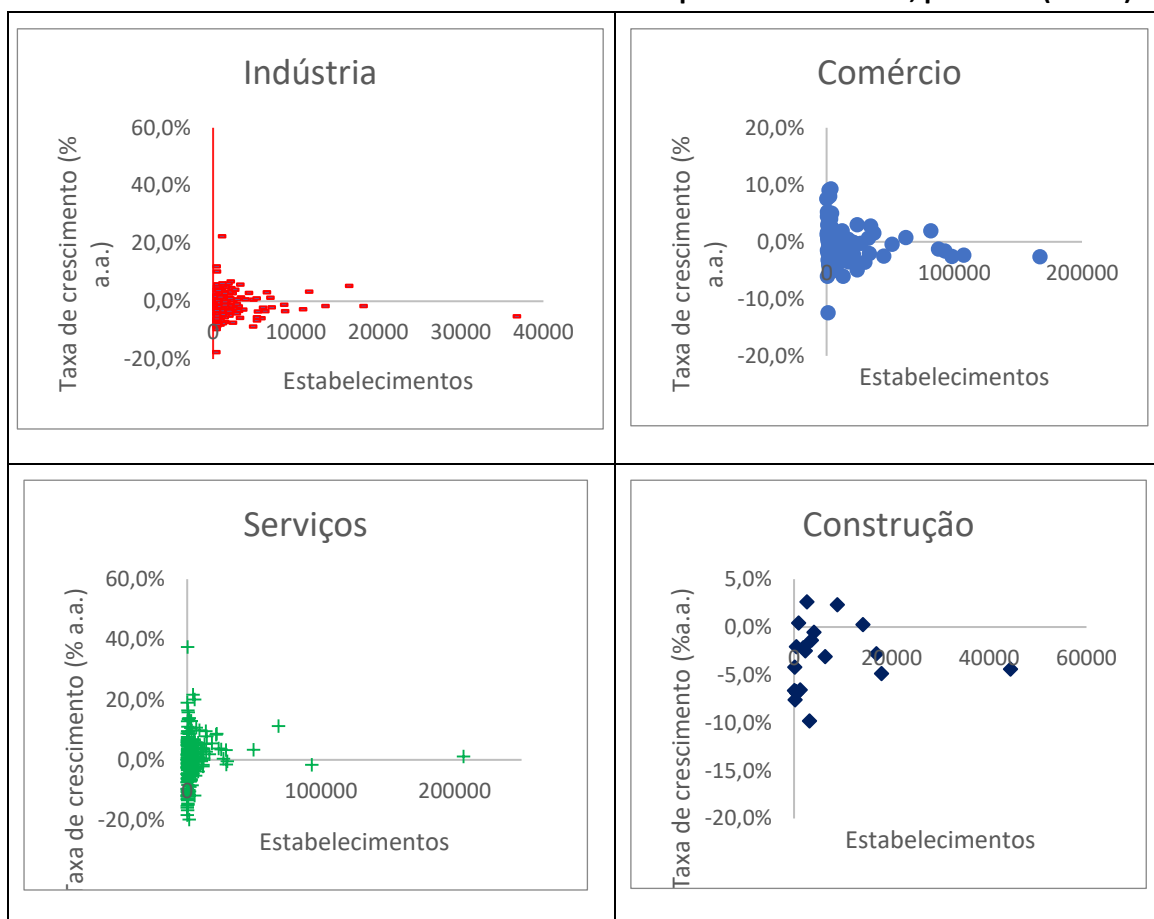 Indústria
Taxa de crescimento (%
a.a.)
60,0%
40,0%
20,0%
0,0%
-20,0%
0
10000
20000
30000
40000
Estabelecimentos
Comércio
Taxa de crescimento (%
a.a.)
20,0%
10,0%
0,0%
-10,0%
-20,0%
0
100000
200000
Estabelecimentos
Serviços
Taxa de crescimento (% a.a.)
60,0%
40,0%
20,0%
0,0%
-20,0%
0
100000
200000
Estabelecimentos
Construção
Taxa de crescimento (%a.a.)
5,0%
0,0%
-5,0%
-10,0%
-15,0%
-20,0%
0
20000
40000
60000
Estabelecimentos